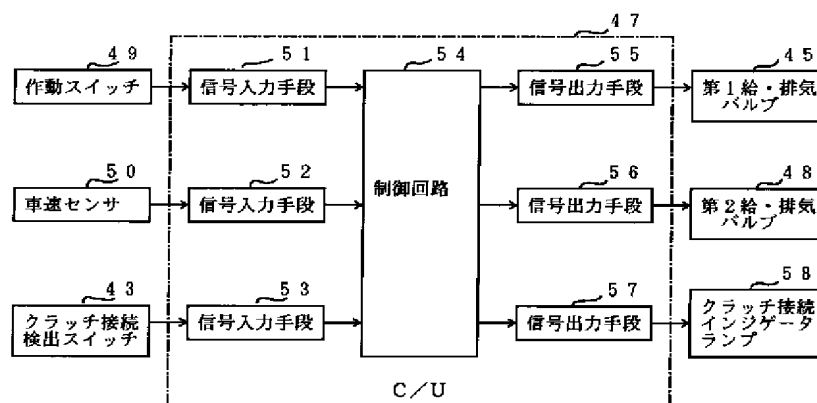 47
49
51
54
55
45
作動スイッチ
信号入力手段
信号出力手段
第1給・排気
バルブ
50
52
56
48
車速センサ
信号入力手段
制御回路
信号出力手段
第2給・排気
バルブ
43
53
57
58
クラッチ接続
検出スイッチ
信号入力手段
信号出力手段
クラッチ接続
インジゲータ
ランプ
C/U